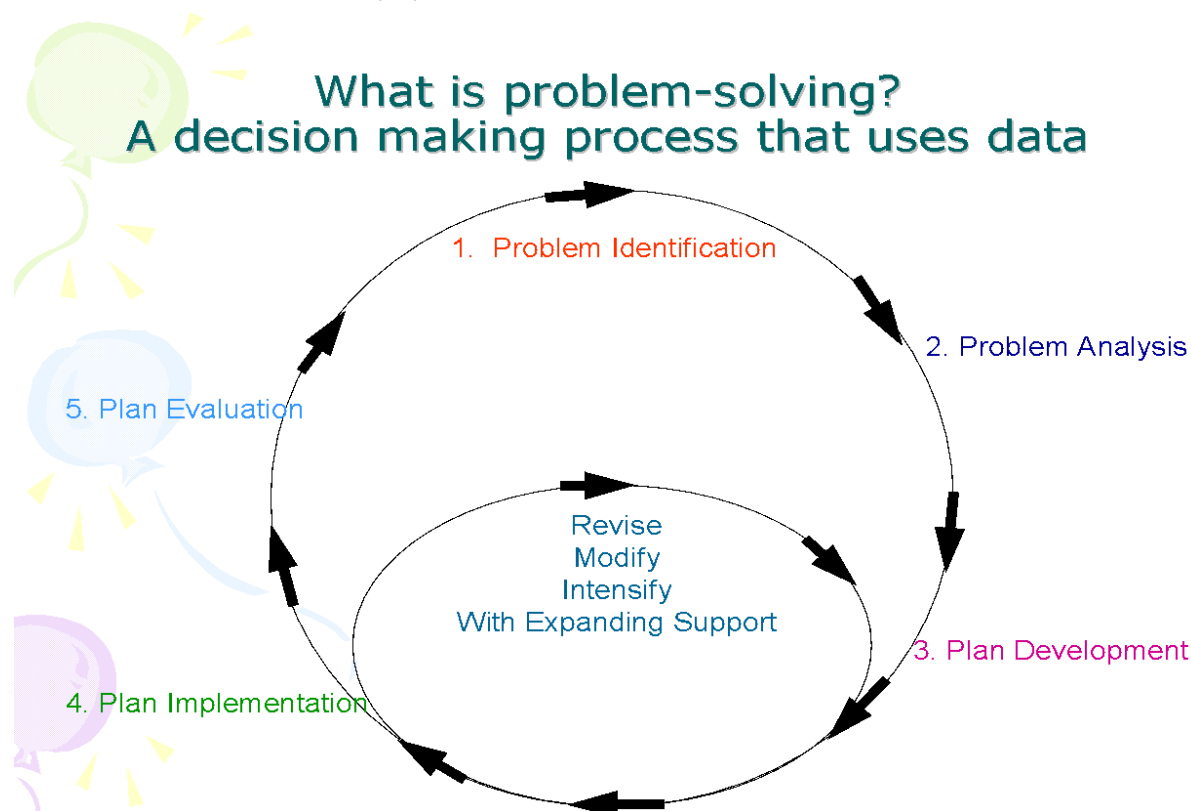 What is problem-solving?
A decision making process that uses data
1. Problem Identification
2. Problem Analysis
5. Plan Evaluation
Revise
Modify
Intensify
With Expanding Support
3. Plan Development
4. Plan Implementation